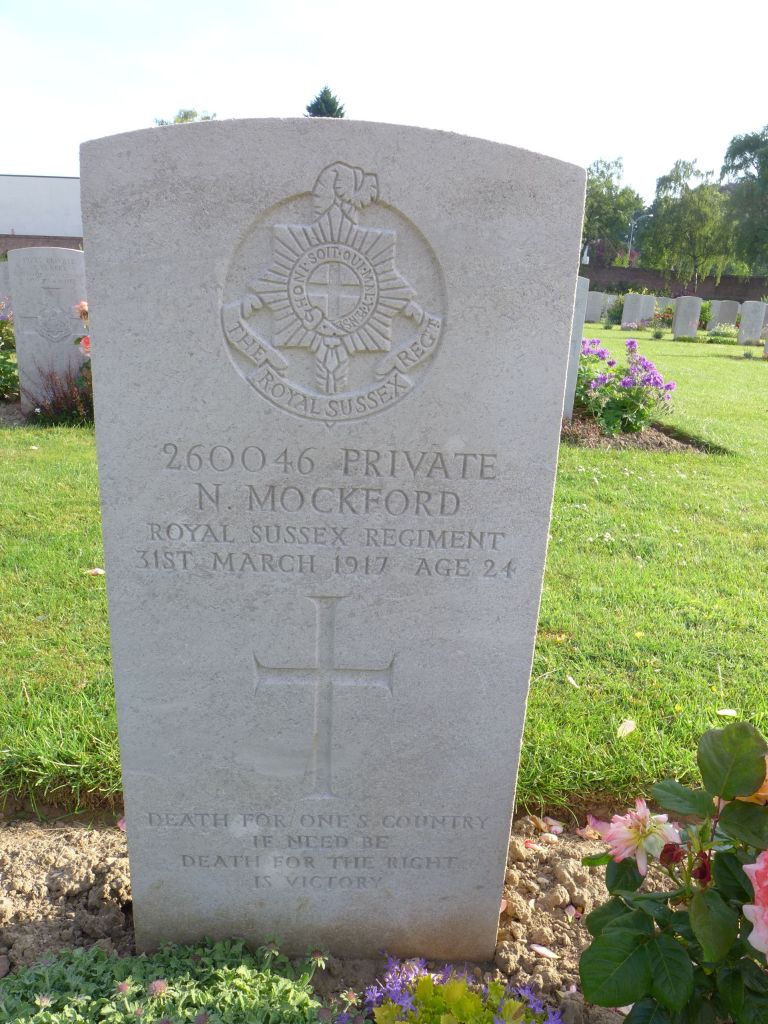 HONI·SOIT·QUI·MAL·Y·PENSE
THE ROYAL SUSSEX REGT
260046 PRIVATE
N. MOCKFORD
ROYAL SUSSEX REGIMENT
31ST MARCH 1917 AGE 24
DEATH FOR ONE'S COUNTRY
IF NEED BE
DEATH FOR THE RIGHT
IS VICTORY